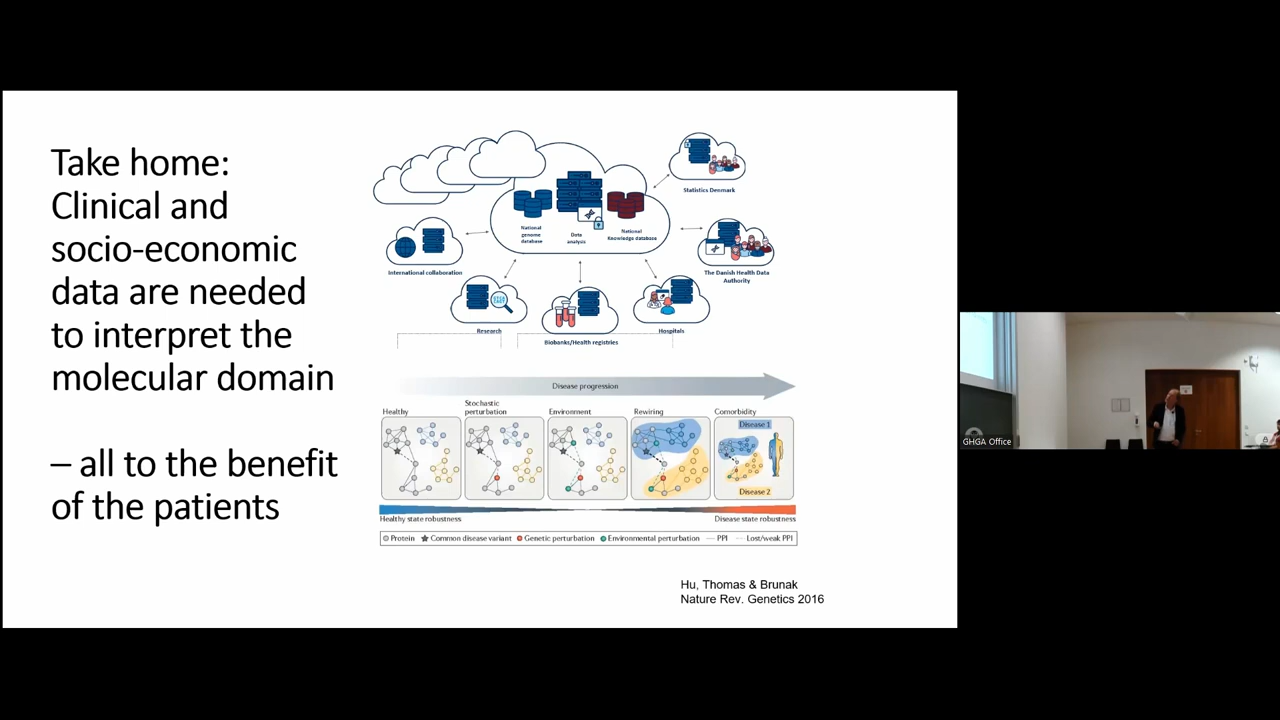 Take home:
Clinical and
socio-economic
data are needed
to interpret the
molecular domain
– all to the benefit
of the patients
National
genome
database
Data
analysis
National
Knowledge database
Statistics Denmark
International collaboration
The Danish Health Data
Authority
Research
Biobanks/Health registries
Hospitals
Disease progression
Healthy
Stochastic
perturbation
Environment
Rewiring
Comorbidity
Disease 1
Disease 2
Healthy state robustness
Disease state robustness
Protein
Common disease variant
Genetic perturbation
Environmental perturbation
PPI
Lost/weak PPI
Hu, Thomas & Brunak
Nature Rev. Genetics 2016
GHGA Office